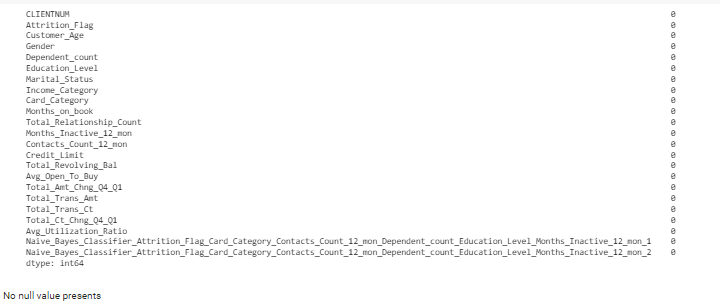 CLIENTNUM 0
Attrition_Flag 0
Customer_Age 0
Gender 0
Dependent_count 0
Education_Level 0
Marital_Status 0
Income_Category 0
Card_Category 0
Months_on_book 0
Total_Relationship_Count 0
Months_Inactive_12_mon 0
Contacts_Count_12_mon 0
Credit_Limit 0
Total_Revolving_Bal 0
Avg_Open_To_Buy 0
Total_Amt_Chng_Q4_Q1 0
Total_Trans_Amt 0
Total_Trans_Ct 0
Total_Ct_Chng_Q4_Q1 0
Avg_Utilization_Ratio 0
Naive_Bayes_Classifier_Attrition_Flag_Card_Category_Contacts_Count_12_mon_Dependent_count_Education_Level_Months_Inactive_12_mon_1 0
Naive_Bayes_Classifier_Attrition_Flag_Card_Category_Contacts_Count_12_mon_Dependent_count_Education_Level_Months_Inactive_12_mon_2 0
dtype: int64
No null value presents